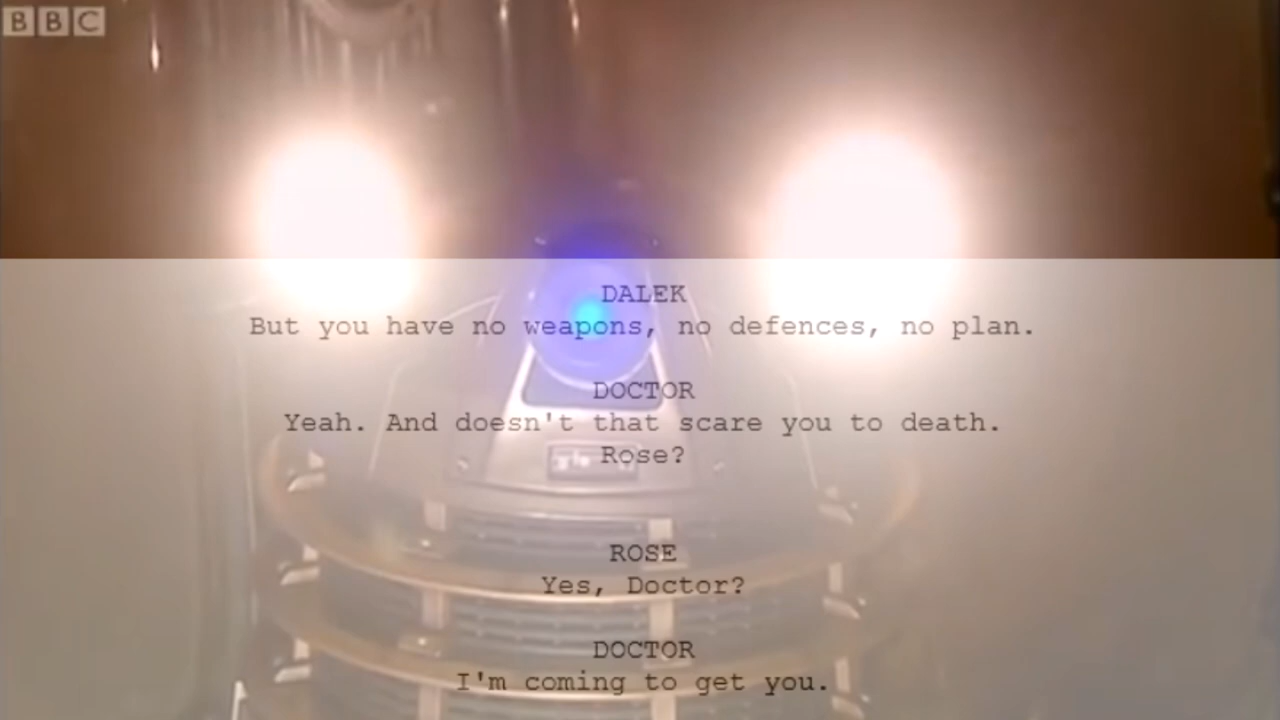 BBC
DALEK
But you have no weapons, no defences, no plan.
DOCTOR
Yeah. And doesn't that scare you to death.
Rose?
ROSE
Yes, Doctor?
DOCTOR
I'm coming to get you.